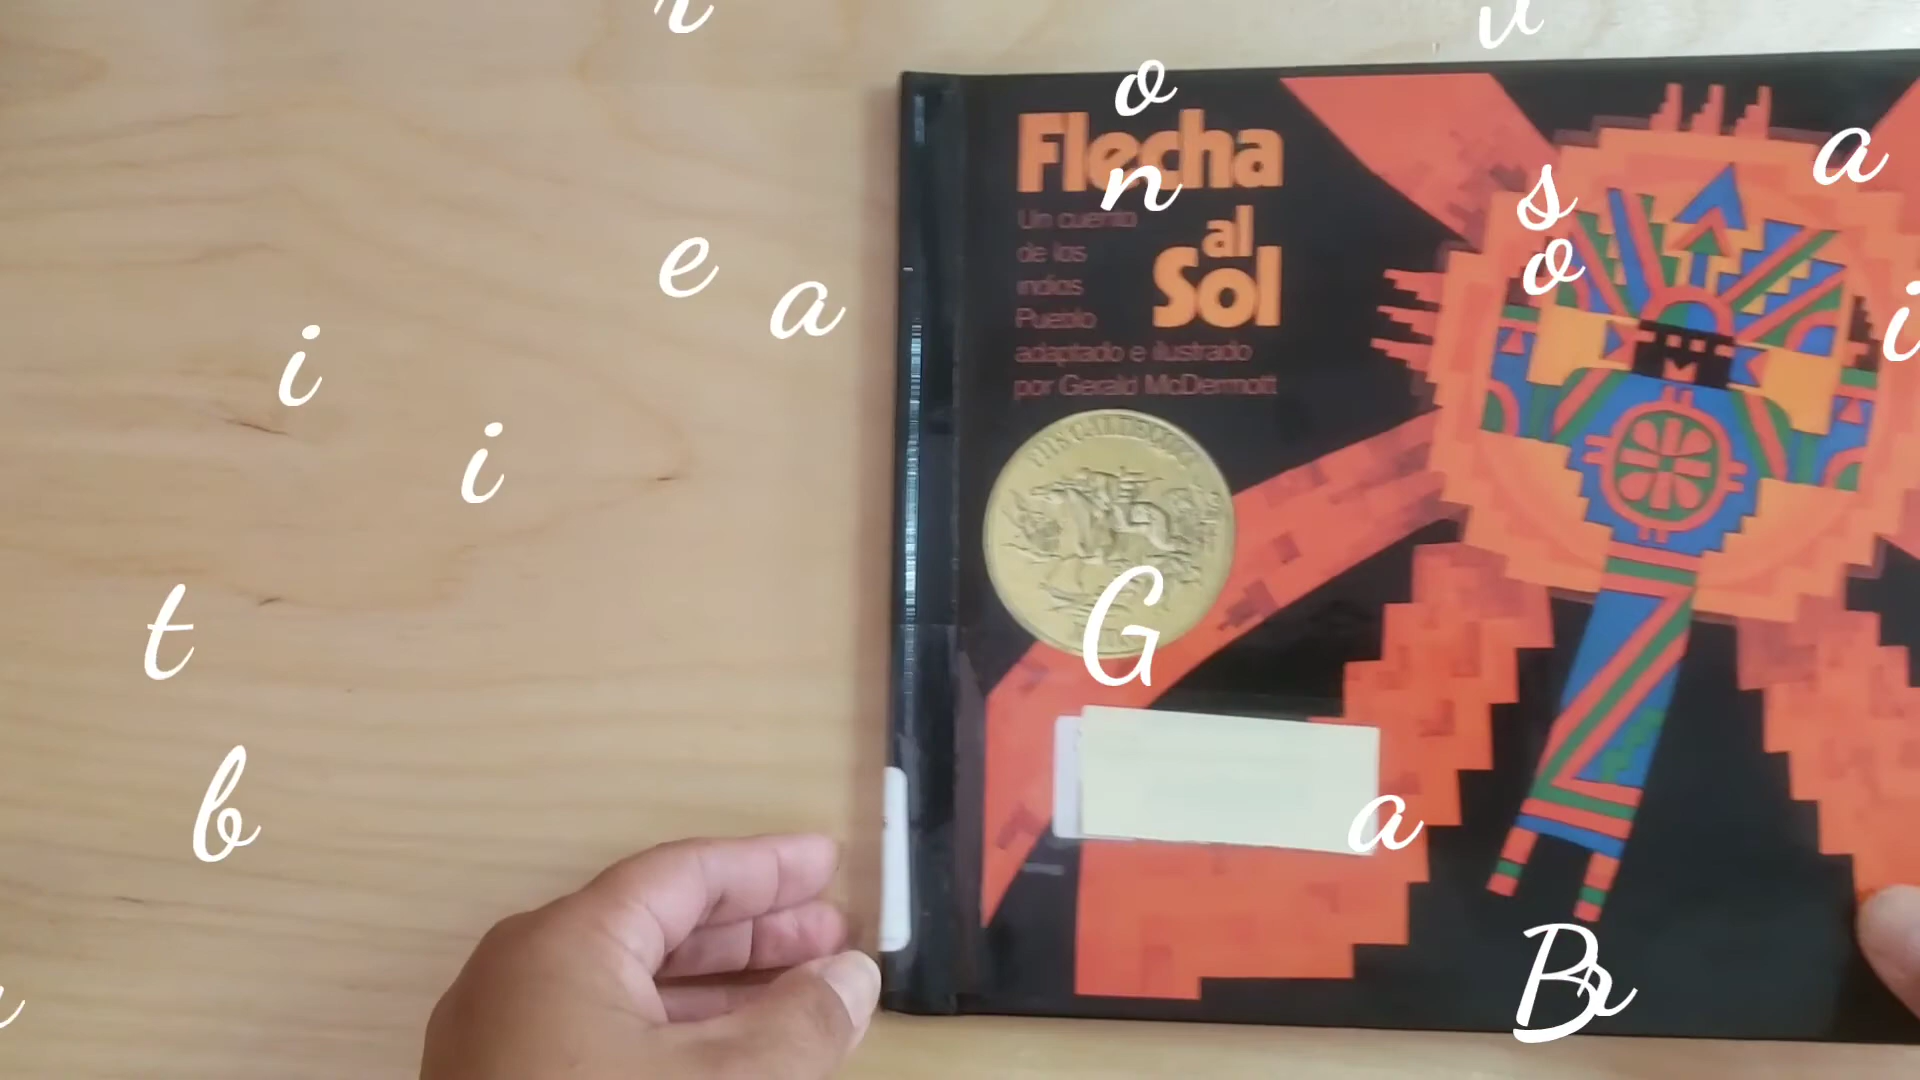 Flecha
al
Sol
Un cuento
de los
indios
Pueblo
adaptado e ilustrado
por Gerald McDermott
r
o
n
e
a
i
i
t
b
G
a
B
s
o
a
i